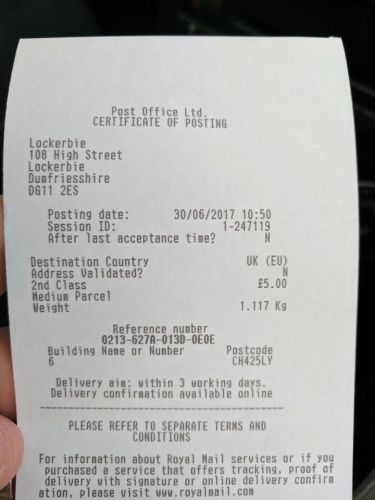 Post Office Ltd.
CERTIFICATE OF POSTING
Lockerbie
108 High Street
Lockerbie
Dumfriesshire
DG11 2ES
Posting date: 30/06/2017 10:50
Session ID: 1-247119
After last acceptance time? N
Destination Country UK (EU)
Address Validated? N
2nd Class £5.00
Medium Parcel
Weight 1.117 Kg
Reference number
0213-627A-013D-0E0E
Building Name or Number Postcode
6 CH425LY
Delivery aim: within 3 working days.
Delivery confirmation available online
PLEASE REFER TO SEPARATE TERMS AND
CONDITIONS
For information about Royal Mail services or if you
purchased a service that offers tracking, proof of
delivery with signature or online delivery confirm
ation, please visit www.royalmail.com